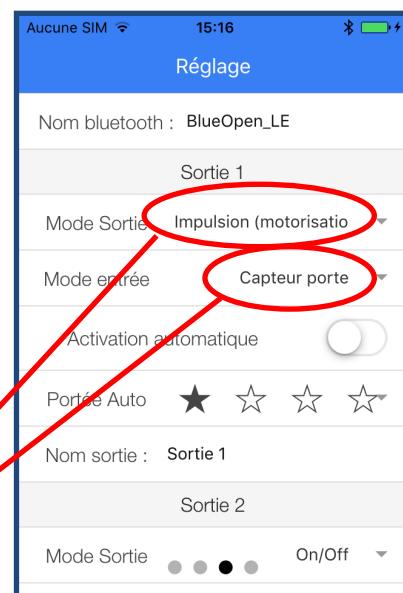 Aucune SIM 15:16
Réglage
Nom bluetooth : BlueOpen_LE
Sortie 1
Mode Sortie Impulsion (motorisatio
Mode entrée Capteur porte
Activation automatique
Portée Auto
Nom sortie : Sortie 1
Sortie 2
Mode Sortie On/Off